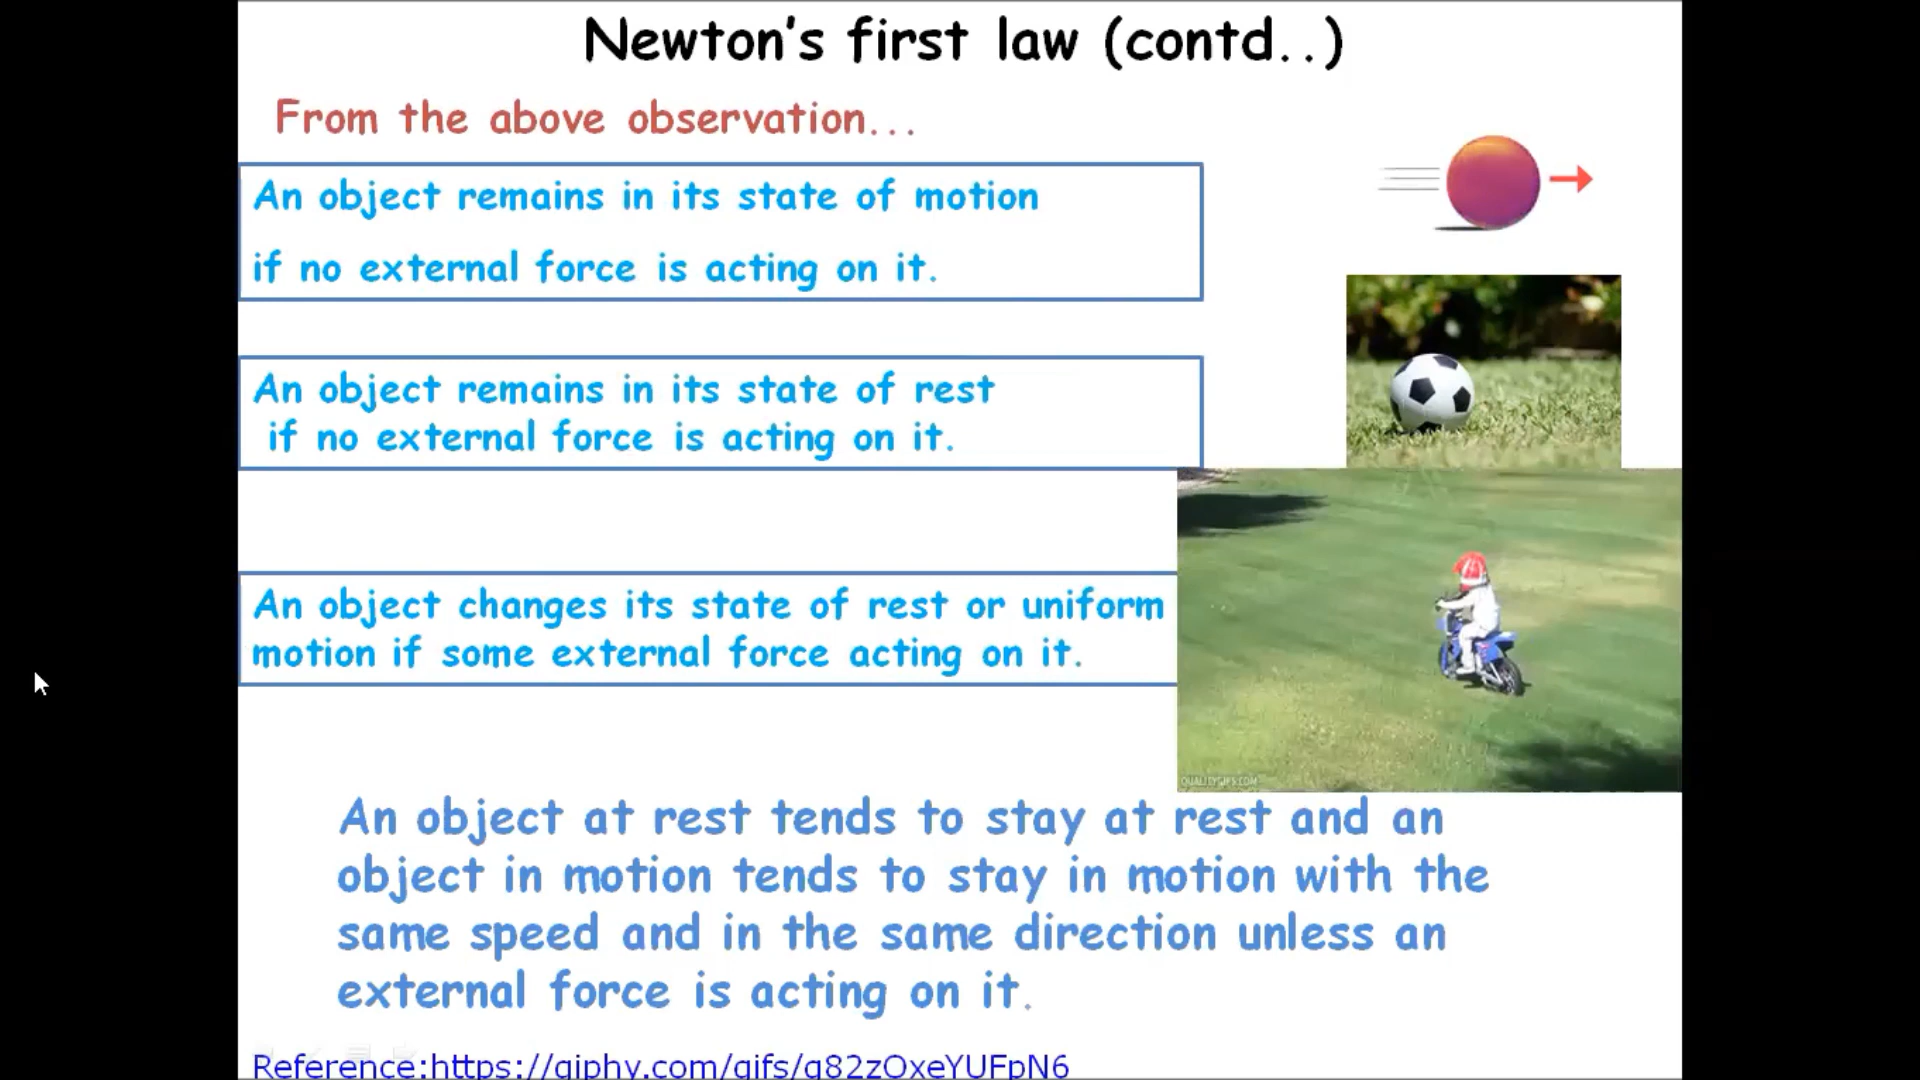 Newton's first law (contd..)
From the above observation...
An object remains in its state of motion
if no external force is acting on it.
An object remains in its state of rest
if no external force is acting on it.
An object changes its state of rest or uniform
motion if some external force acting on it.
QUALITYGIFS.COM
An object at rest tends to stay at rest and an
object in motion tends to stay in motion with the
same speed and in the same direction unless an
external force is acting on it.
Reference:https://giphy.com/gifs/g82zOxeYUFpN6